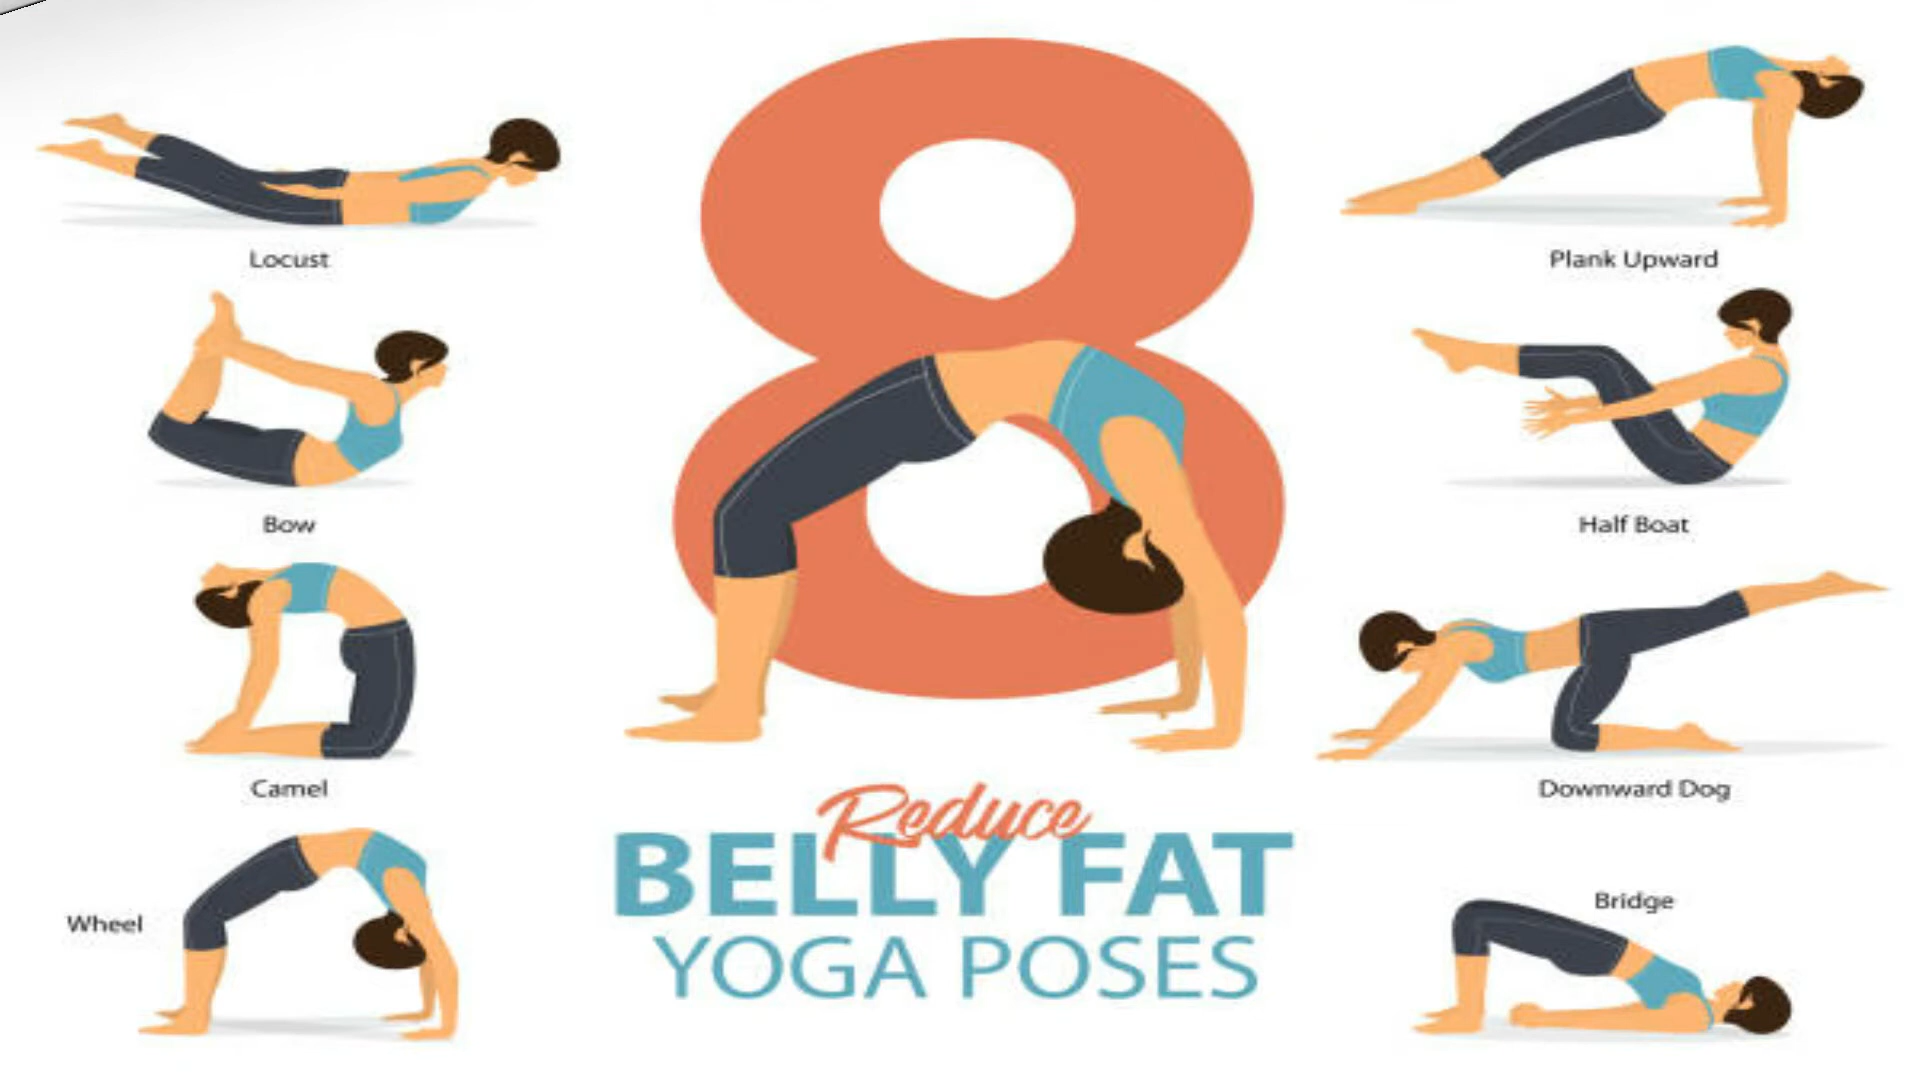 8
Locust
Bow
Camel
Wheel
Plank Upward
Half Boat
Downward Dog
Bridge
Reduce
BELLY FAT
YOGA POSES